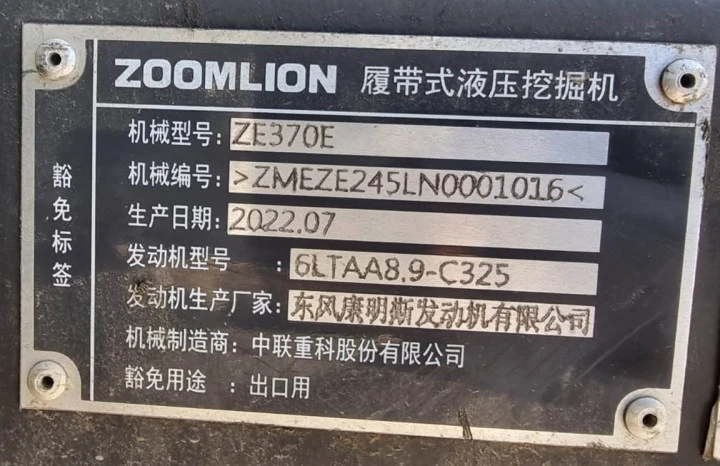 ZOOMLION 履带式液压挖掘机
机械型号: ZE370E
机械编号: >ZMEZE245LN0001016<
生产日期: 2022.07
发动机型号 : 6LTAA8.9-C325
发动机生产厂家: 东风康明斯发动机有限公司
机械制造商: 中联重科股份有限公司
豁免用途 : 出口用
豁免标签